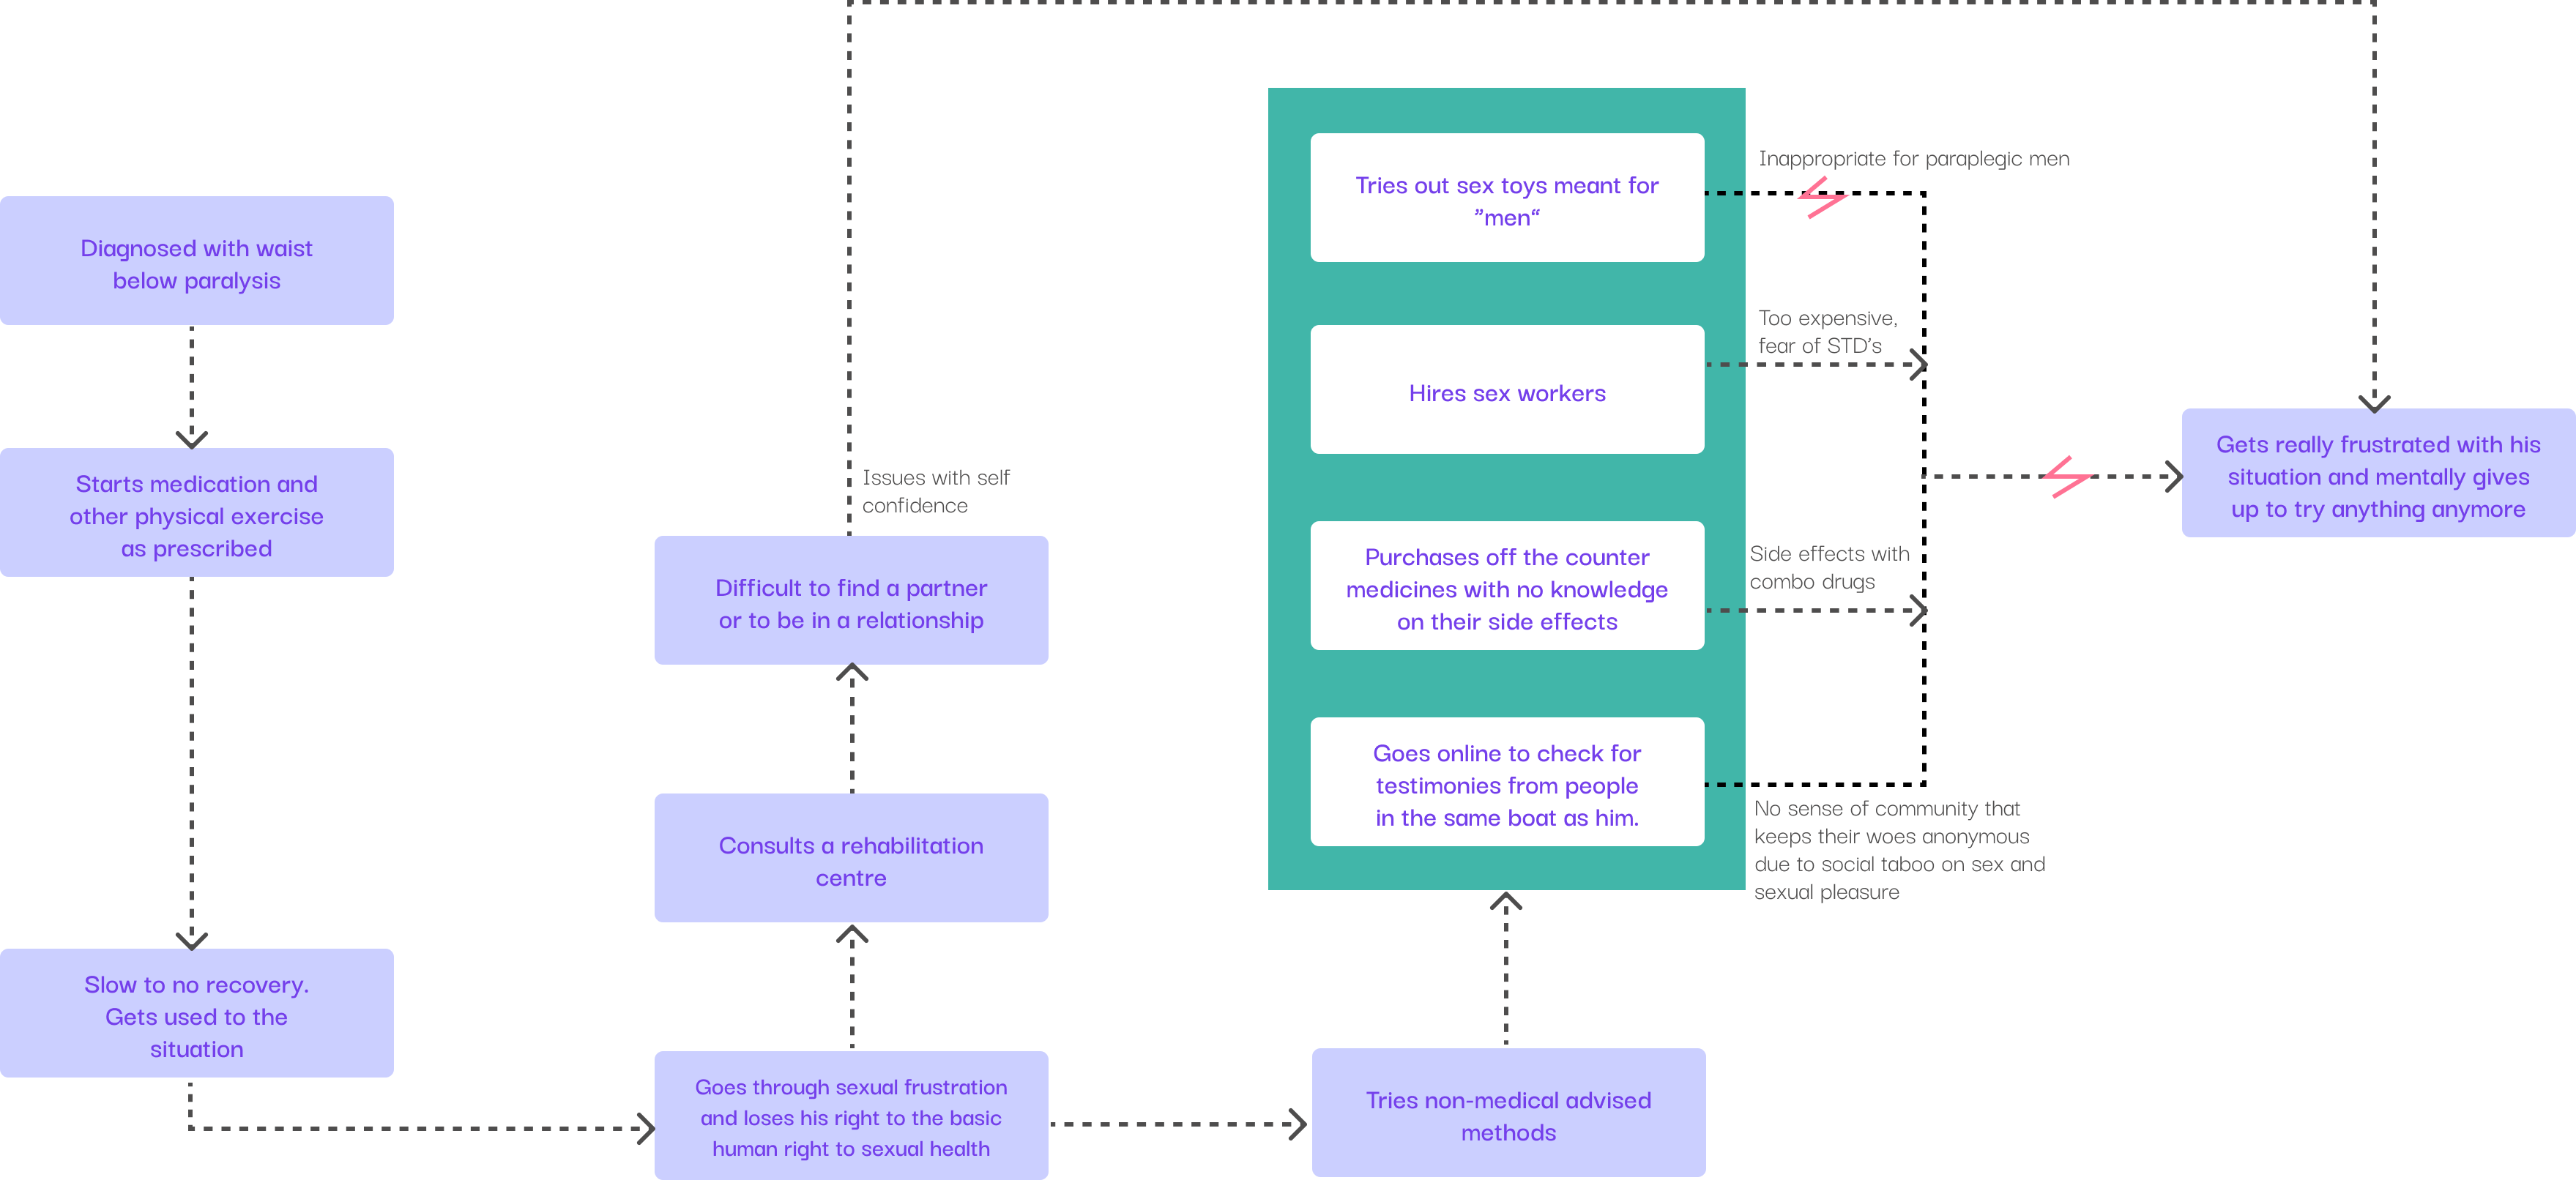 Diagnosed with waist
below paralysis
Starts medication and
other physical exercise
as prescribed
Slow to no recovery.
Gets used to the
situation
Goes through sexual frustration
and loses his right to the basic
human right to sexual health
Consults a rehabilitation
centre
Difficult to find a partner
or to be in a relationship
Issues with self
confidence
Tries non-medical advised
methods
Tries out sex toys meant for
”men“
Inappropriate for paraplegic men
Hires sex workers
Too expensive,
fear of STD’s
Purchases off the counter
medicines with no knowledge
on their side effects
Side effects with
combo drugs
Goes online to check for
testimonies from people
in the same boat as him.
No sense of community that
keeps their woes anonymous
due to social taboo on sex and
sexual pleasure
Gets really frustrated with his
situation and mentally gives
up to try anything anymore